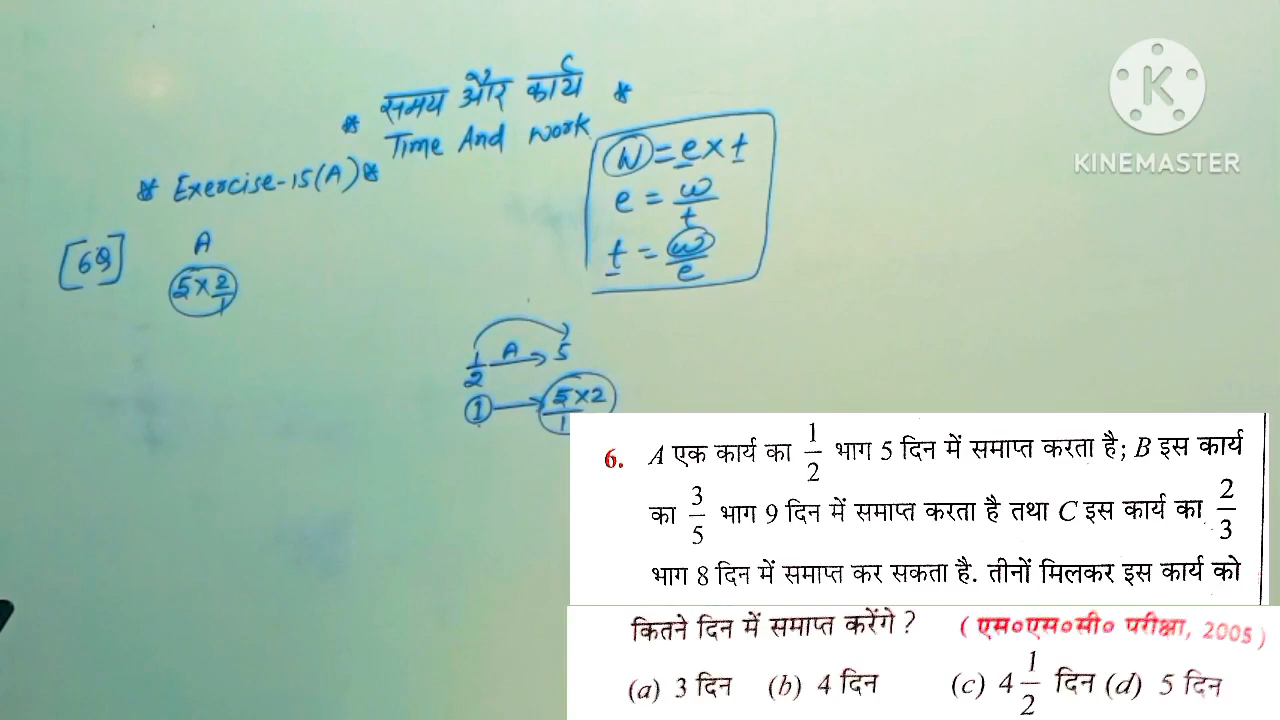 KINEMASTER
* समय और कार्य *
Time And work
* Exercise-15(A) *
W = e x t
e = w/t
t = w/e
[6Q] A
5 x 2/1
1/2 A → 5
1 → 5 x 2/1
6. A एक कार्य का 1/2 भाग 5 दिन में समाप्त करता है; B इस कार्य
का 3/5 भाग 9 दिन में समाप्त करता है तथा C इस कार्य का 2/3
भाग 8 दिन में समाप्त कर सकता है. तीनों मिलकर इस कार्य को
कितने दिन में समाप्त करेंगे ? (एस०एस०सी० परीक्षा, 2005)
(a) 3 दिन (b) 4 दिन (c) 4 1/2 दिन (d) 5 दिन